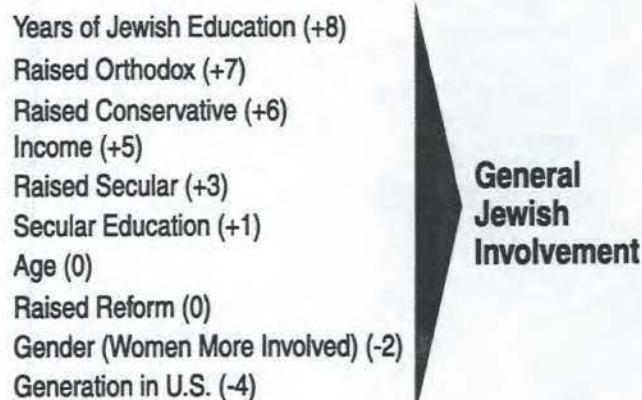 Years of Jewish Education (+8)
Raised Orthodox (+7)
Raised Conservative (+6)
Income (+5)
Raised Secular (+3)
Secular Education (+1)
Age (0)
Raised Reform (0)
Gender (Women More Involved) (-2)
Generation in U.S. (-4)
General
Jewish
Involvement